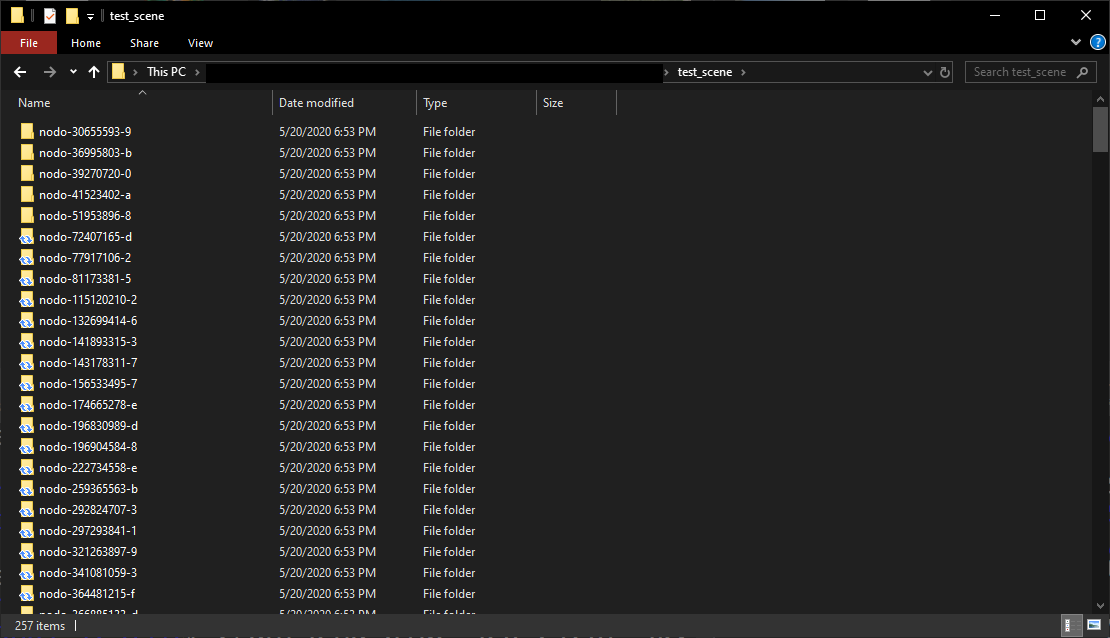 test_scene
File Home Share View
This PC test_scene Search test_scene
Name Date modified Type Size
nodo-30655593-9 5/20/2020 6:53 PM File folder
nodo-36995803-b 5/20/2020 6:53 PM File folder
nodo-39270720-0 5/20/2020 6:53 PM File folder
nodo-41523402-a 5/20/2020 6:53 PM File folder
nodo-51953896-8 5/20/2020 6:53 PM File folder
nodo-72407165-d 5/20/2020 6:53 PM File folder
nodo-77917106-2 5/20/2020 6:53 PM File folder
nodo-81173381-5 5/20/2020 6:53 PM File folder
nodo-115120210-2 5/20/2020 6:53 PM File folder
nodo-132699414-6 5/20/2020 6:53 PM File folder
nodo-141893315-3 5/20/2020 6:53 PM File folder
nodo-143178311-7 5/20/2020 6:53 PM File folder
nodo-156533495-7 5/20/2020 6:53 PM File folder
nodo-174665278-e 5/20/2020 6:53 PM File folder
nodo-196830989-d 5/20/2020 6:53 PM File folder
nodo-196904584-8 5/20/2020 6:53 PM File folder
nodo-222734558-e 5/20/2020 6:53 PM File folder
nodo-259365563-b 5/20/2020 6:53 PM File folder
nodo-292824707-3 5/20/2020 6:53 PM File folder
nodo-297293841-1 5/20/2020 6:53 PM File folder
nodo-321263897-9 5/20/2020 6:53 PM File folder
nodo-341081059-3 5/20/2020 6:53 PM File folder
nodo-364481215-f 5/20/2020 6:53 PM File folder
5/20/2020 6:53 PM File folder
257 items